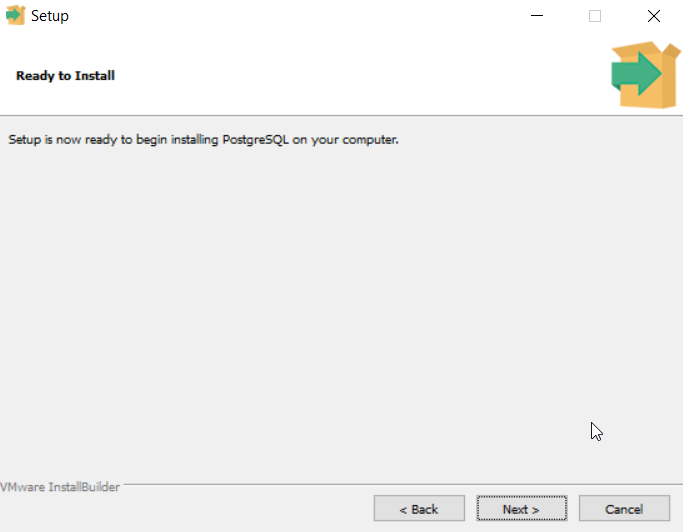 Setup
Ready to Install
Setup is now ready to begin installing PostgreSQL on your computer.
VMware InstallBuilder
< Back
Next >
Cancel